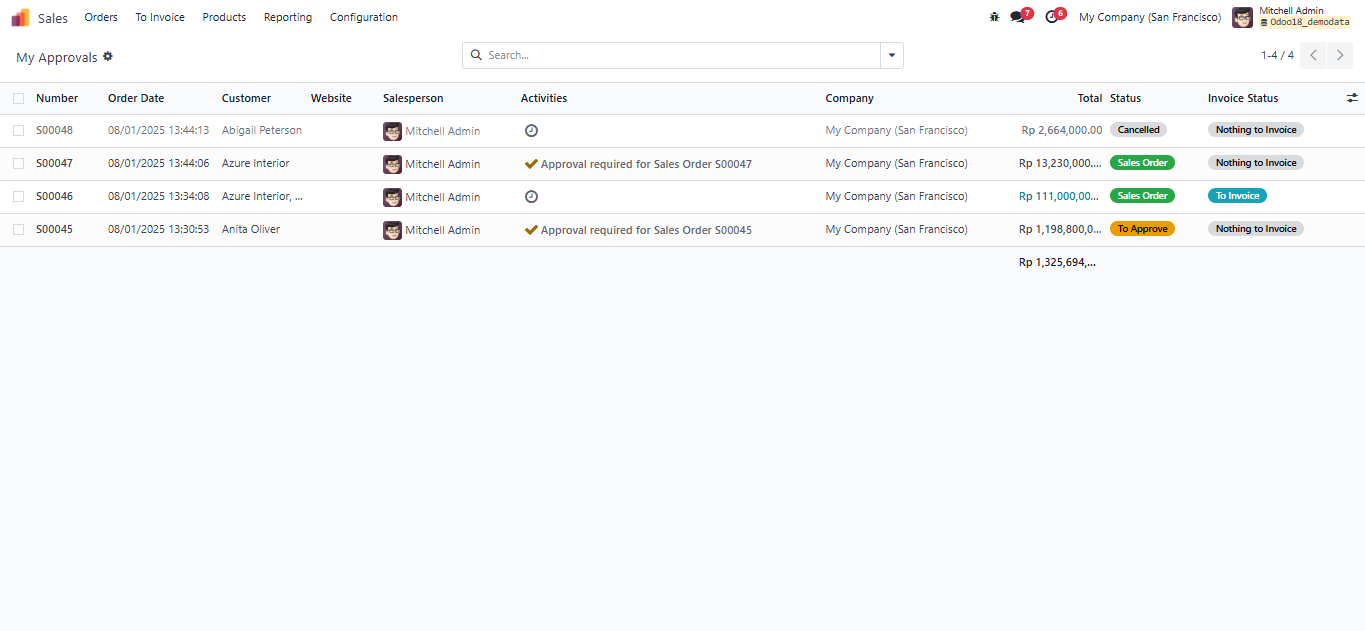 Sales Orders To Invoice Products Reporting Configuration 7 6 My Company (San Francisco) Mitchell Admin
Odoo18_demodata
My Approvals Search... 1-4 / 4
Number Order Date Customer Website Salesperson Activities Company Total Status Invoice Status
S00048 08/01/2025 13:44:13 Abigail Peterson Mitchell Admin My Company (San Francisco) Rp 2,664,000.00 Cancelled Nothing to Invoice
S00047 08/01/2025 13:44:06 Azure Interior Mitchell Admin Approval required for Sales Order S00047 My Company (San Francisco) Rp 13,230,000.... Sales Order Nothing to Invoice
S00046 08/01/2025 13:34:08 Azure Interior, ... Mitchell Admin My Company (San Francisco) Rp 111,000,00... Sales Order To Invoice
S00045 08/01/2025 13:30:53 Anita Oliver Mitchell Admin Approval required for Sales Order S00045 My Company (San Francisco) Rp 1,198,800,0... To Approve Nothing to Invoice
Rp 1,325,694,...